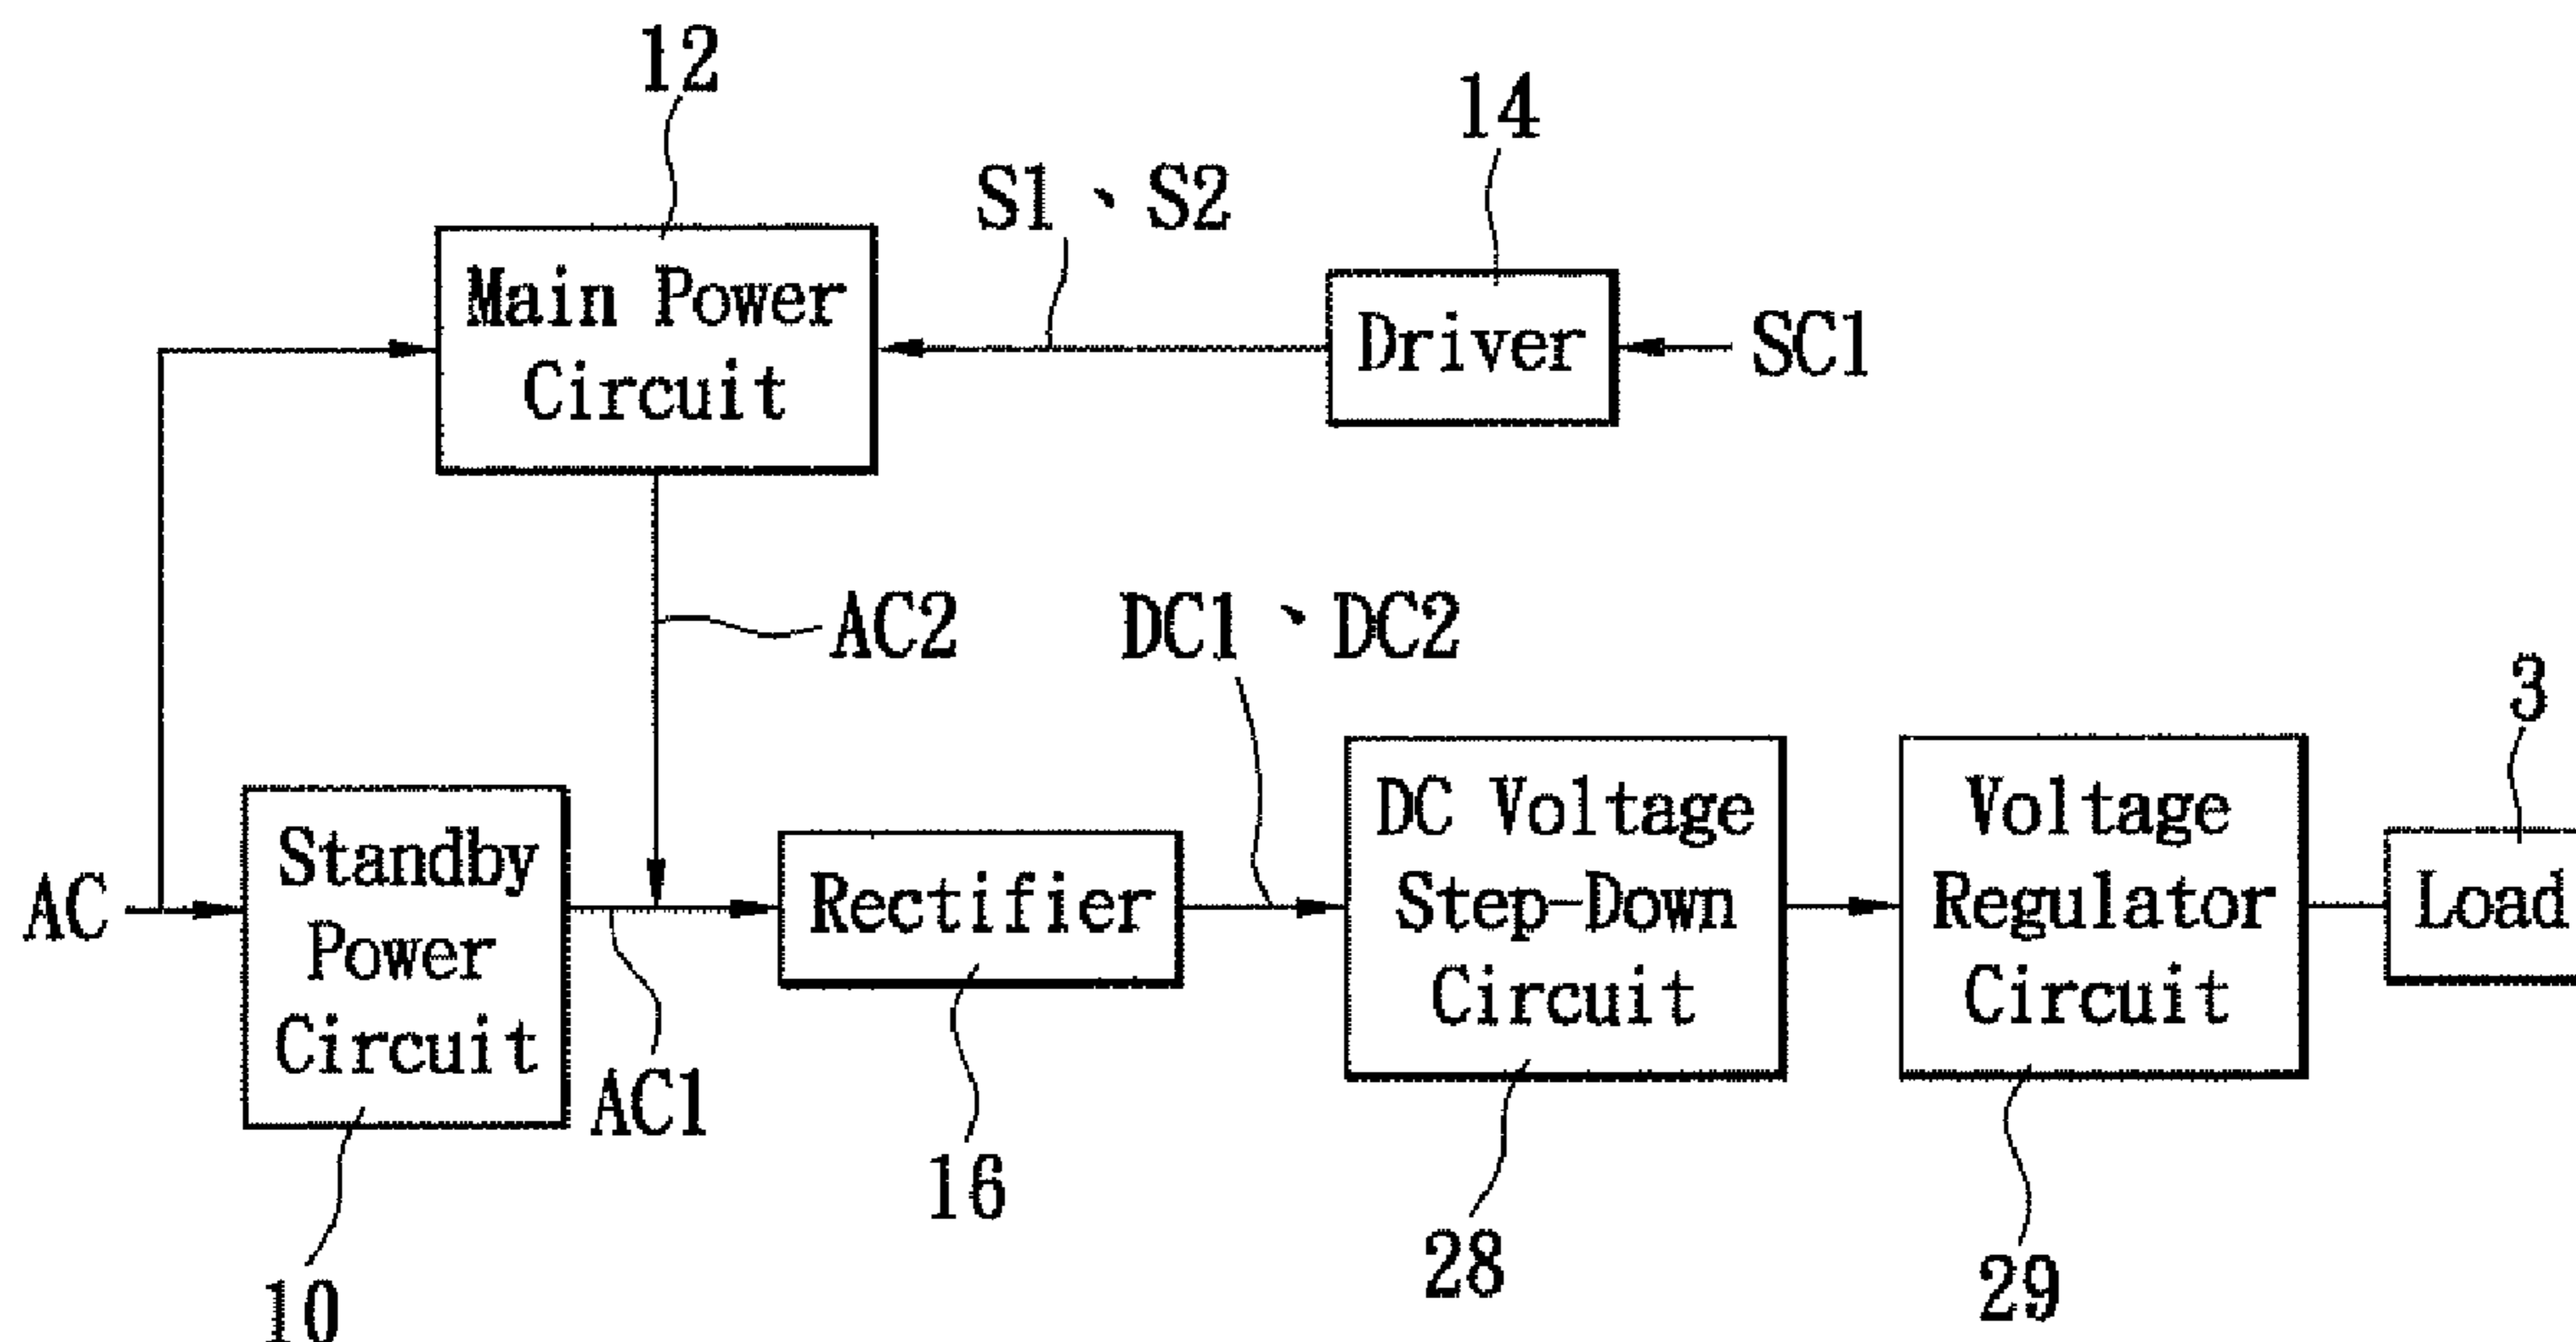 12
14
S1、S2
Main Power
Circuit
Driver
SC1
AC2
DC1、DC2
3
AC
Standby
Power
Circuit
AC1
Rectifier
16
DC Voltage
Step-Down
Circuit
Voltage
Regulator
Circuit
Load
10
28
29